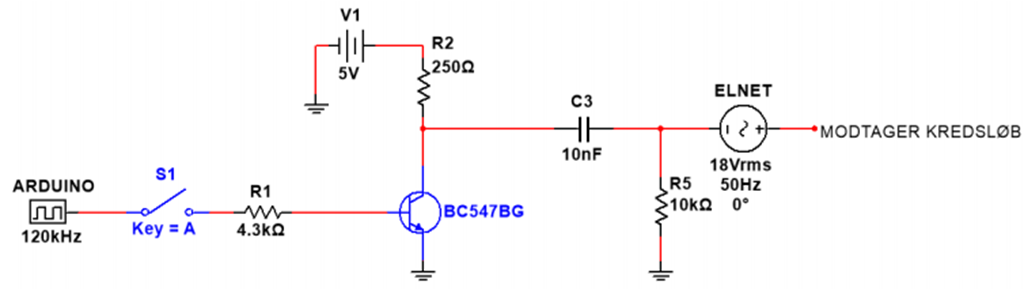 V1
5V
R2
250Ω
C3
10nF
ELNET
18Vrms
50Hz
0°
MODTAGER KREDSLØB
R5
10kΩ
ARDUINO
120kHz
S1
Key = A
R1
4.3kΩ
BC547BG